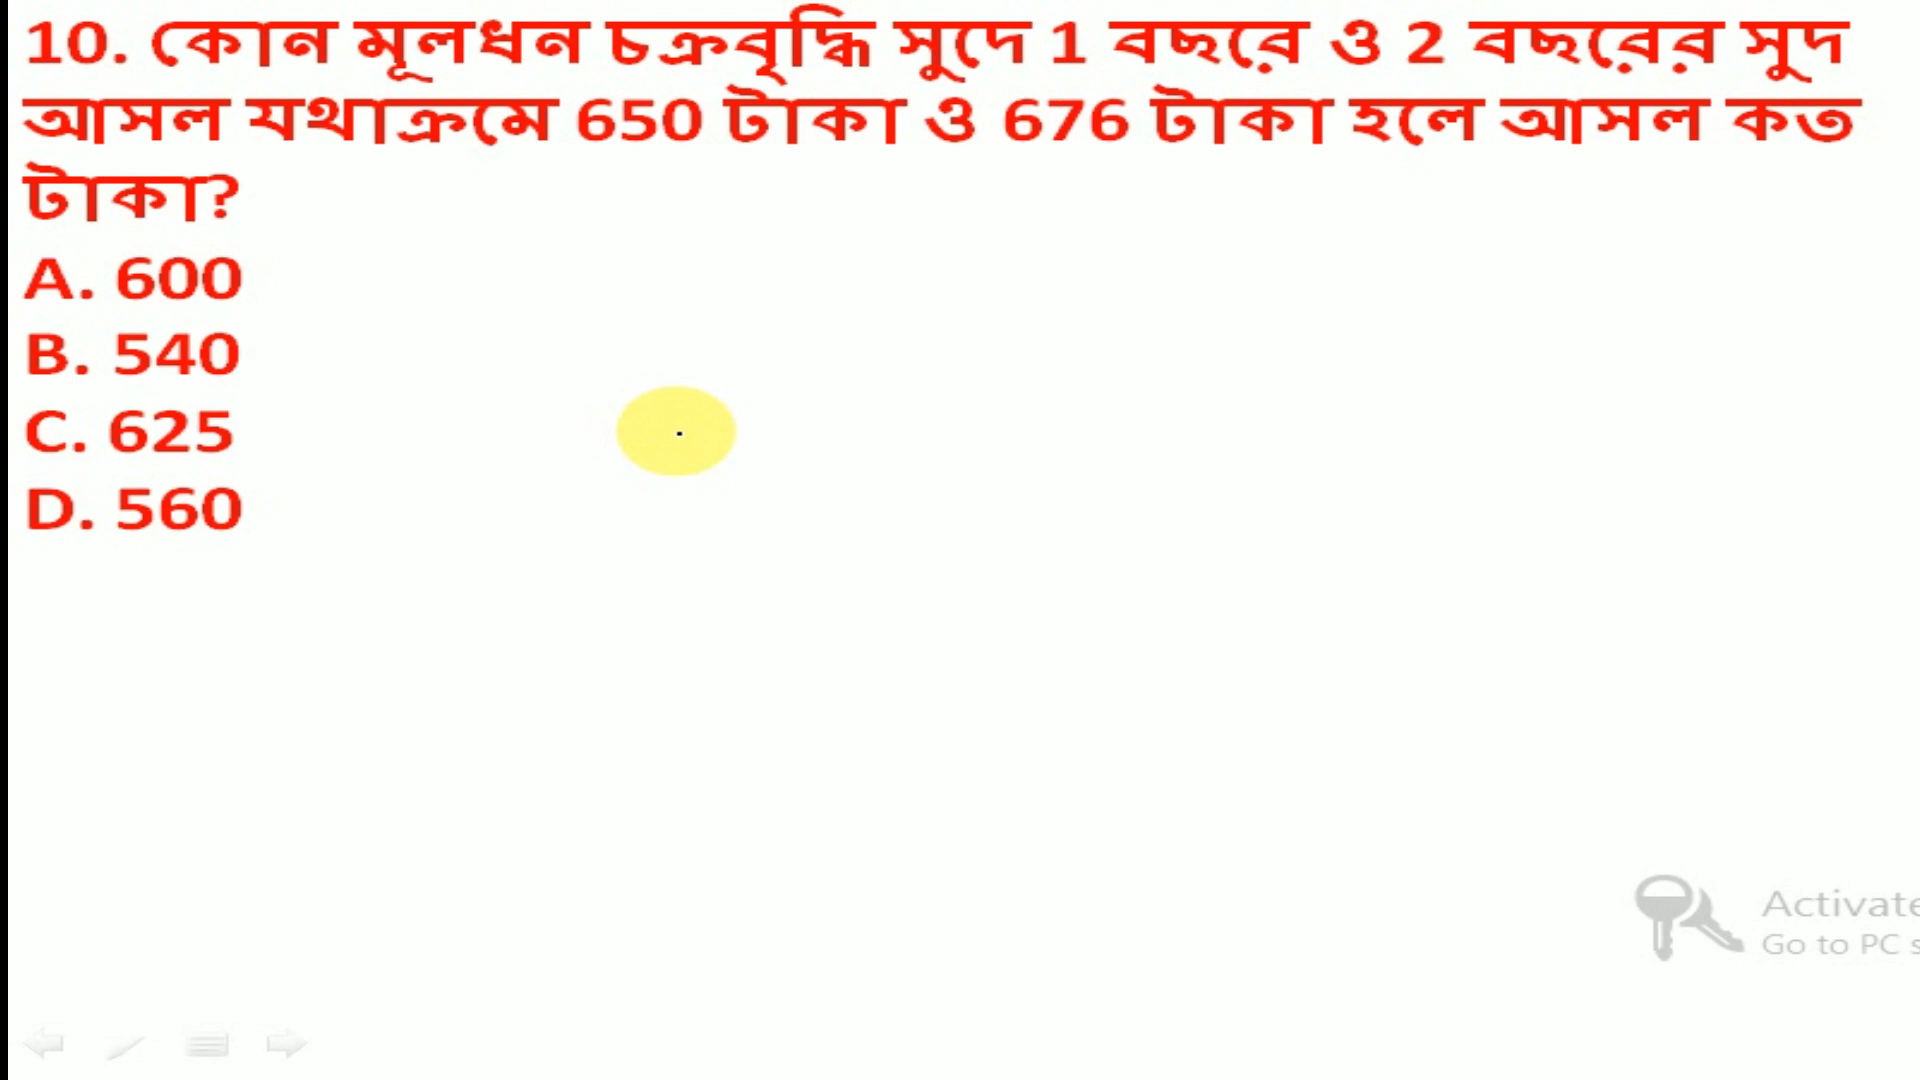 10. কোন মূলধন চক্রবৃদ্ধি সুদে 1 বছরে ও 2 বছরের সুদ
আসল যথাক্রমে 650 টাকা ও 676 টাকা হলে আসল কত
টাকা?
A. 600
B. 540
C. 625
D. 560
Activate
Go to PC s